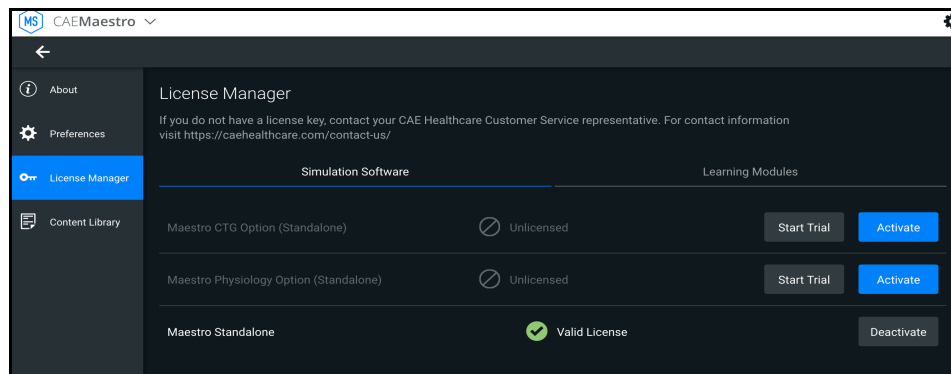 MS CAEMaestro
About
Preferences
License Manager
Content Library
License Manager
If you do not have a license key, contact your CAE Healthcare Customer Service representative. For contact information
visit https://caehealthcare.com/contact-us/
Simulation Software Learning Modules
Maestro CTG Option (Standalone) Unlicensed Start Trial Activate
Maestro Physiology Option (Standalone) Unlicensed Start Trial Activate
Maestro Standalone Valid License Deactivate